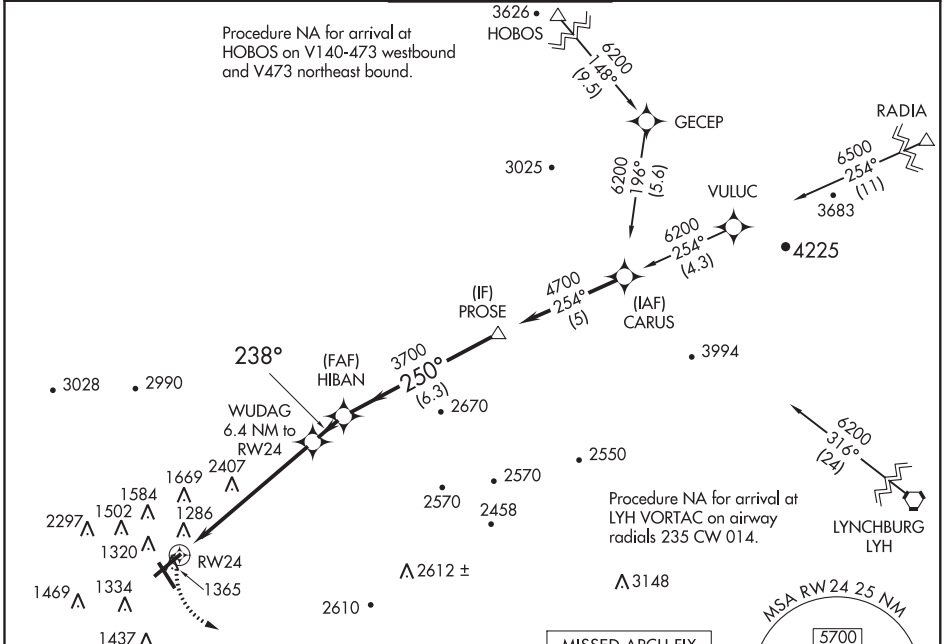 3626
HOBOS
Procedure NA for arrival at
HOBOS on V140-473 westbound
and V473 northeast bound.
6200
148°
(9.5)
GECEP
RADIA
6500
254°
(11)
3025
6200
196°
(5.6)
VULUC
3683
6200
254°
(4.3)
4225
4700
254°
(5)
(IAF)
CARUS
(IF)
PROSE
238°
(FAF)
HIBAN
3700
250°
(6.3)
3994
3028
2990
2670
WUDAG
6.4 NM to
RW24
6200
316°
(24)
2550
2407
1669
2570
2570
1584
2458
1502
1286
2297
Procedure NA for arrival at
LYH VORTAC on airway
radials 235 CW 014.
LYNCHBURG
LYH
1320
RW24
1365
2612 ±
3148
1469
1334
2610
MSA RW24 25 NM
5700
1437
MISSED APCH FIX